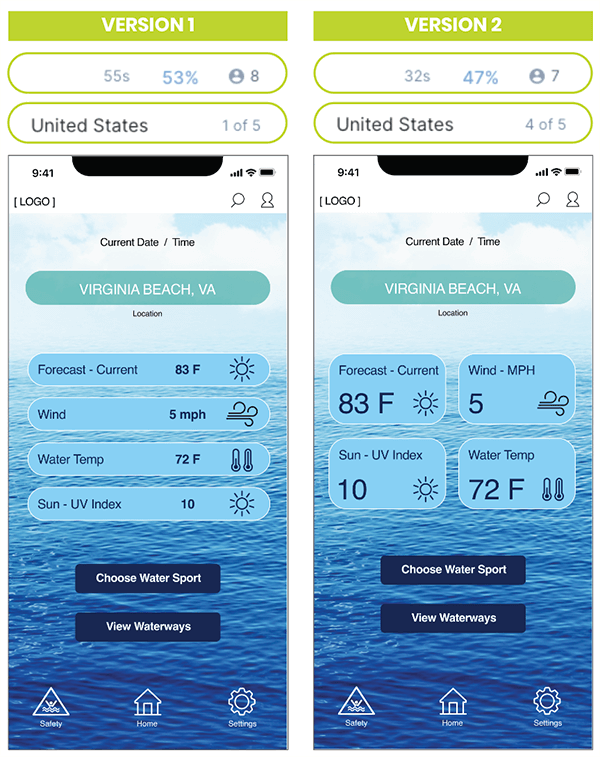 VERSION 1
55s 53% 8
United States 1 of 5
9:41
[ LOGO ]
Current Date / Time
VIRGINIA BEACH, VA
Location
Forecast - Current 83 F
Wind 5 mph
Water Temp 72 F
Sun - UV Index 10
Choose Water Sport
View Waterways
Safety Home Settings
VERSION 2
32s 47% 7
United States 4 of 5
9:41
[ LOGO ]
Current Date / Time
VIRGINIA BEACH, VA
Location
Forecast - Current
83 F
Wind - MPH
5
Sun - UV Index
10
Water Temp
72 F
Choose Water Sport
View Waterways
Safety Home Settings